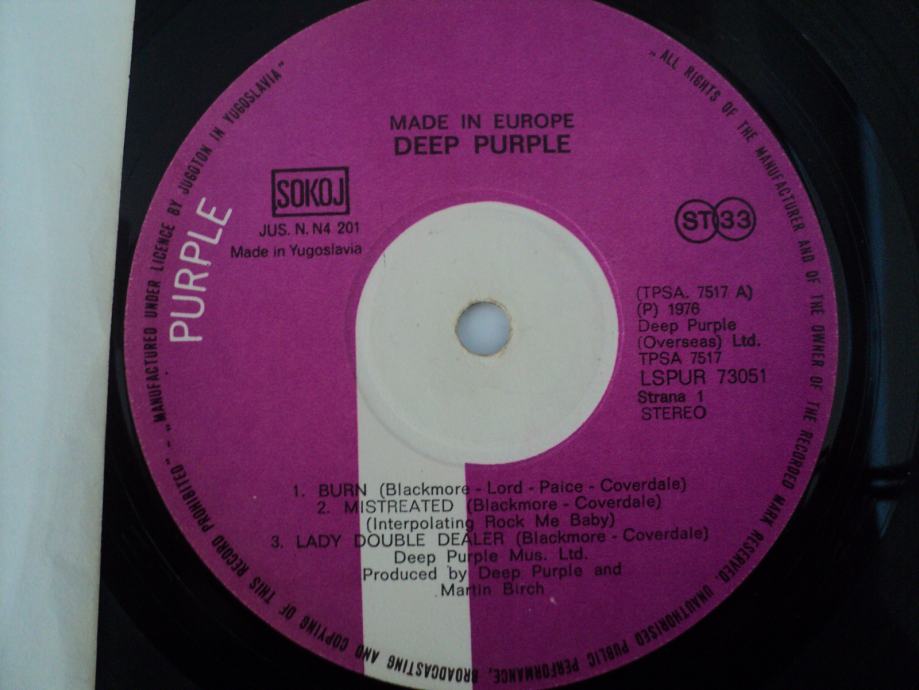 MADE IN EUROPE
DEEP PURPLE
SOKOJ
JUS. N. N4 201
Made in Yugoslavia
ST 33
PURPLE
(TPSA. 7517 A)
(P) 1976
Deep Purple
(Overseas) Ltd.
TPSA 7517
LSPUR 73051
Strana 1
STEREO
1. BURN (Blackmore - Lord - Paice - Coverdale)
2. MISTREATED (Blackmore - Coverdale)
(Interpolating Rock Me Baby)
3. LADY DOUBLE DEALER (Blackmore - Coverdale)
Deep Purple Mus. Ltd.
Produced by Deep Purple and
Martin Birch
„ALL RIGHTS OF THE MANUFACTURER AND OF THE OWNER OF THE RECORDED MARK RESERVED. UNAUTHORISED PUBLIC PERFORMANCE, BROADCASTING AND COPYING OF THIS RECORD PROHIBITED" - "MANUFACTURED UNDER LICENCE BY JUGOTON IN YUGOSLAVIA"